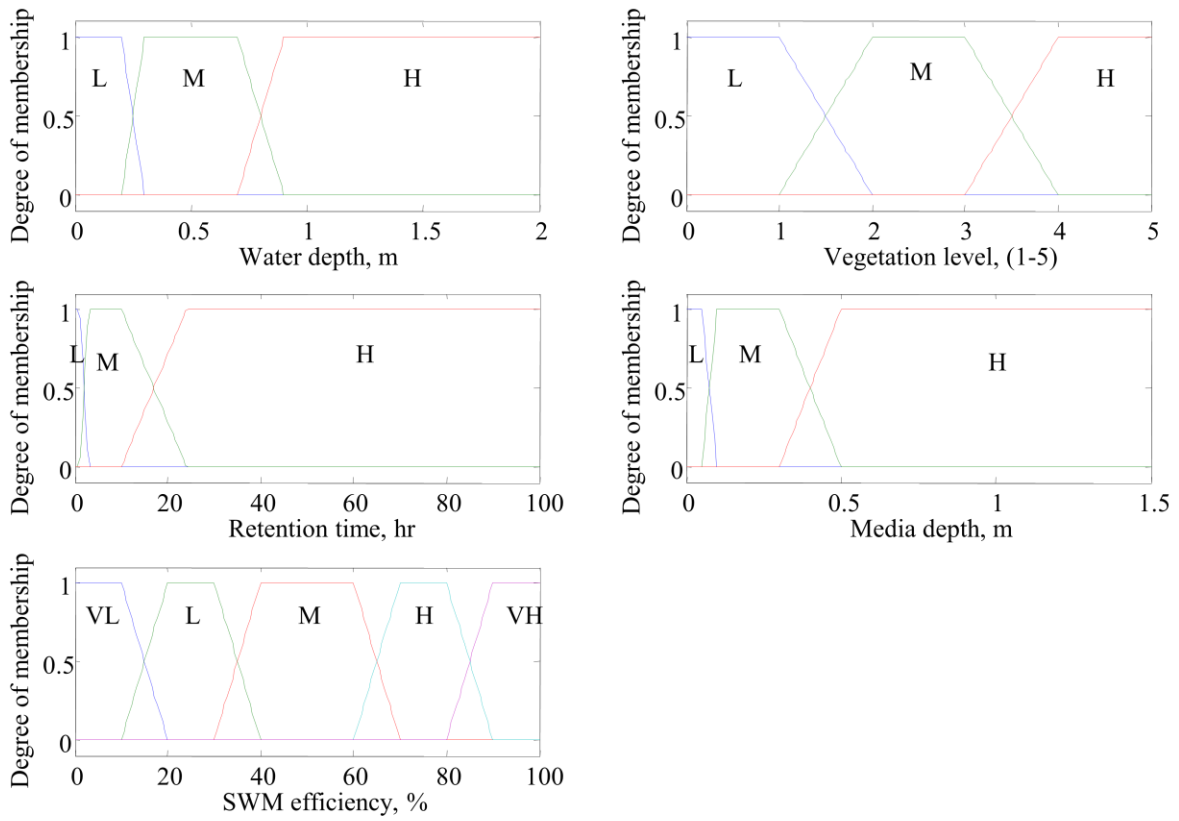 Degree of membership
1
0.5
0
L
M
H
0
0.5
1
1.5
2
Water depth, m
Degree of membership
1
0.5
0
L
M
H
0
1
2
3
4
5
Vegetation level, (1-5)
Degree of membership
1
0.5
0
L
M
H
0
20
40
60
80
100
Retention time, hr
Degree of membership
1
0.5
0
L
M
H
0
0.5
1
1.5
Media depth, m
Degree of membership
1
0.5
0
VL
L
M
H
VH
0
20
40
60
80
100
SWM efficiency, %